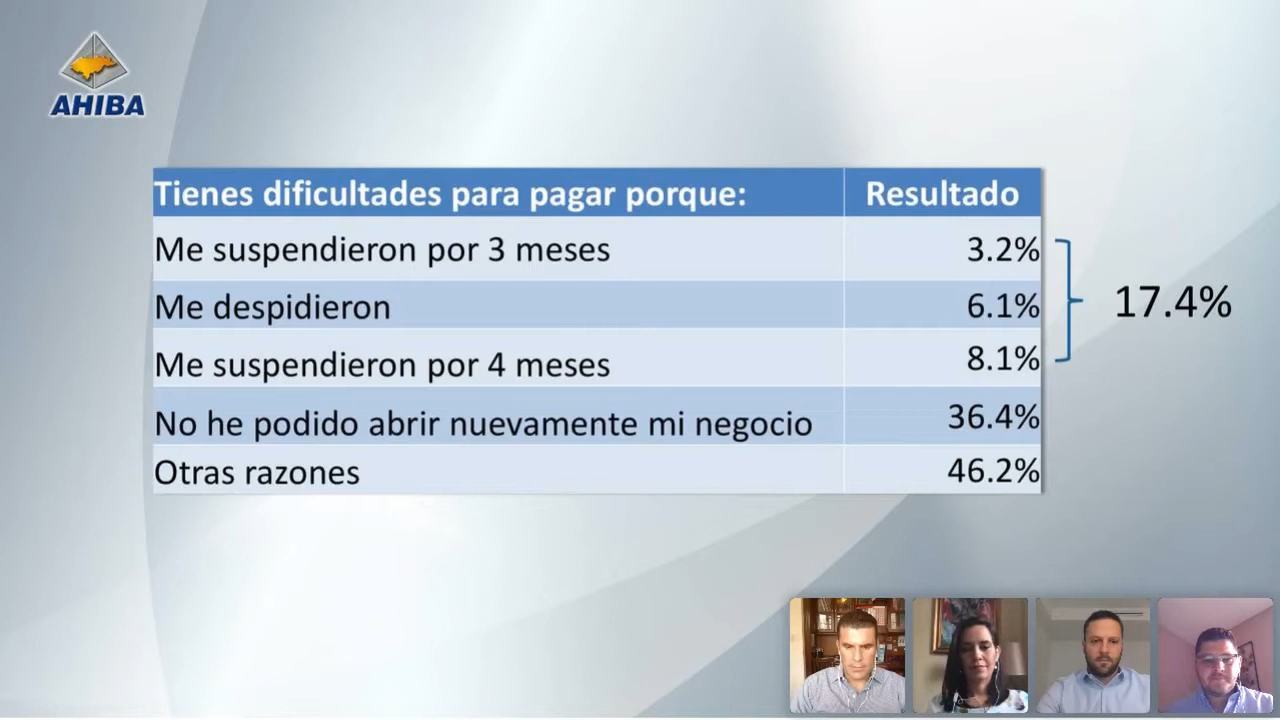 AHIBA
Tienes dificultades para pagar porque: Resultado
Me suspendieron por 3 meses 3.2%
Me despidieron 6.1%
17.4%
Me suspendieron por 4 meses 8.1%
No he podido abrir nuevamente mi negocio 36.4%
Otras razones 46.2%